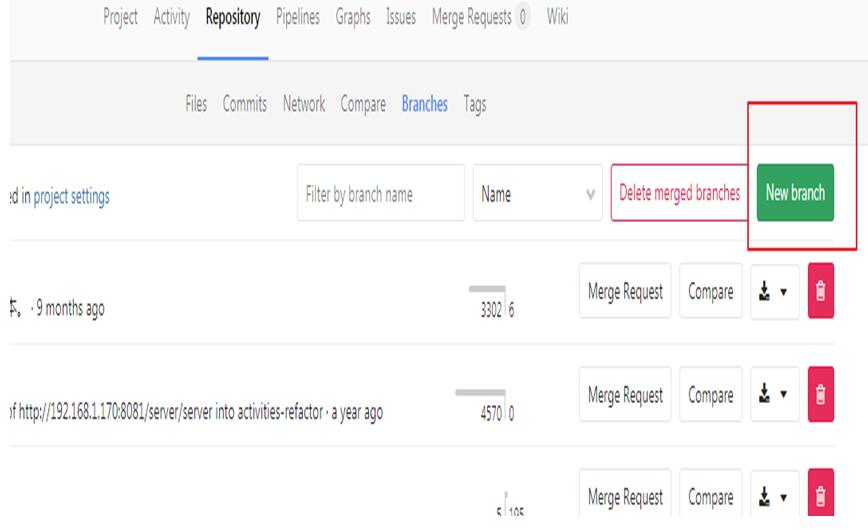 Project Activity Repository Pipelines Graphs Issues Merge Requests 0 Wiki
Files Commits Network Compare Branches Tags
ed in project settings Filter by branch name Name Delete merged branches New branch
本。 · 9 months ago 3302 6 Merge Request Compare
of http://192.168.1.170:8081/server/server into activities-refactor · a year ago 4570 0 Merge Request Compare
5 195 Merge Request Compare